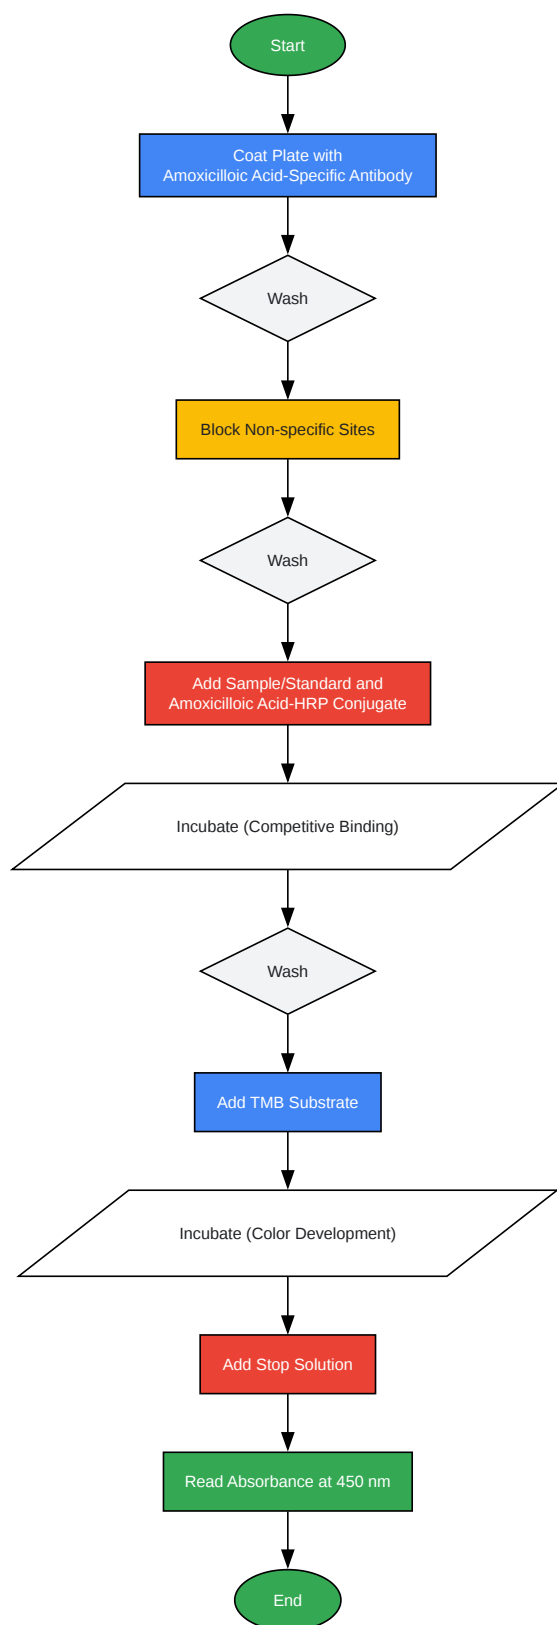 Start
Coat Plate with
Amoxicilloic Acid-Specific Antibody
Wash
Block Non-specific Sites
Wash
Add Sample/Standard and
Amoxicilloic Acid-HRP Conjugate
Incubate (Competitive Binding)
Wash
Add TMB Substrate
Incubate (Color Development)
Add Stop Solution
Read Absorbance at 450 nm
End